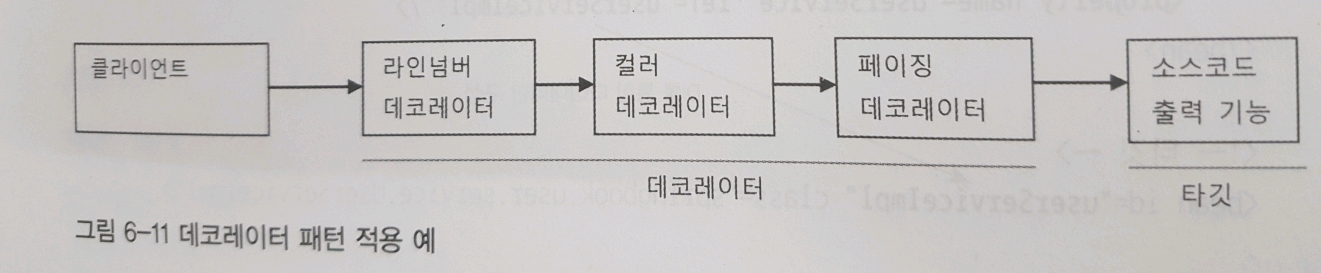 클라이언트
라인넘버
데코레이터
컬러
데코레이터
페이징
데코레이터
소스코드
출력 기능
데코레이터
타깃
그림 6-11 데코레이터 패턴 적용 예